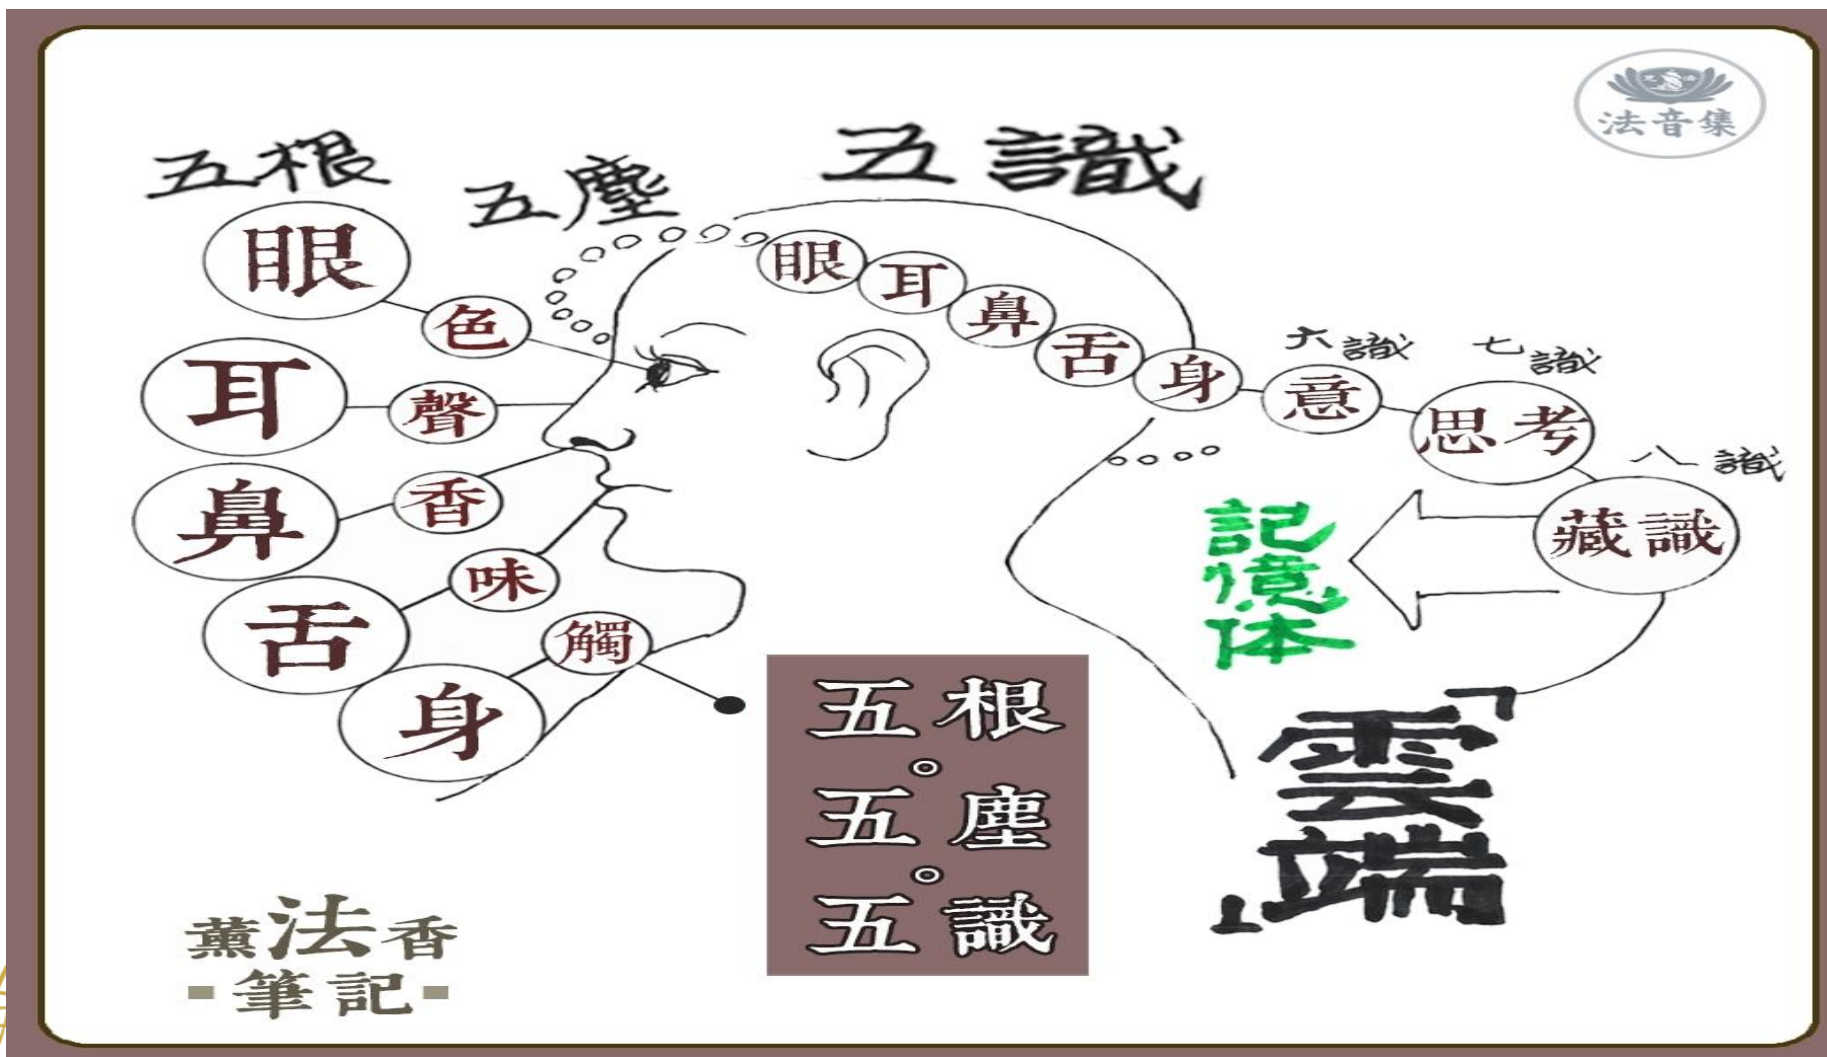 法音集
五根
五塵
五識
眼
耳
鼻
舌
身
色
聲
香
味
觸
眼
耳
鼻
舌
身
六識
意
七識
思考
八識
藏識
記憶体
「雲端」
五根
五塵
五識
薰法香
筆記